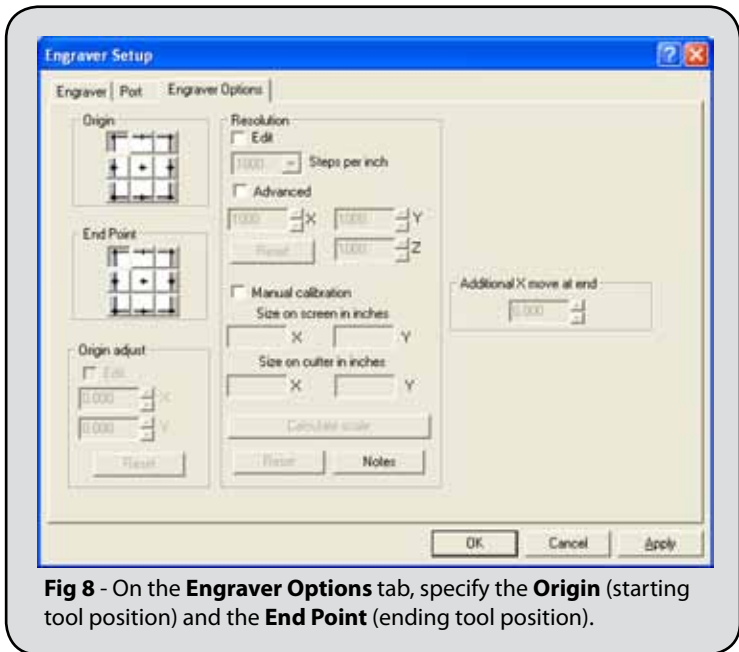 Engraver Setup
Engraver Port Engraver Options
Origin
End Point
Origin adjust
Edit
0.000 X
0.000 Y
Reset
Resolution
Edit
1000 Steps per inch
Advanced
1000 X 1000 Y
Reset 1000 Z
Manual calibration
Size on screen in inches
X Y
Size on cutter in inches
X Y
Calculate scale
Reset Notes
Additional X move at end
0.000
OK Cancel Apply
Fig 8 - On the Engraver Options tab, specify the Origin (starting
tool position) and the End Point (ending tool position).